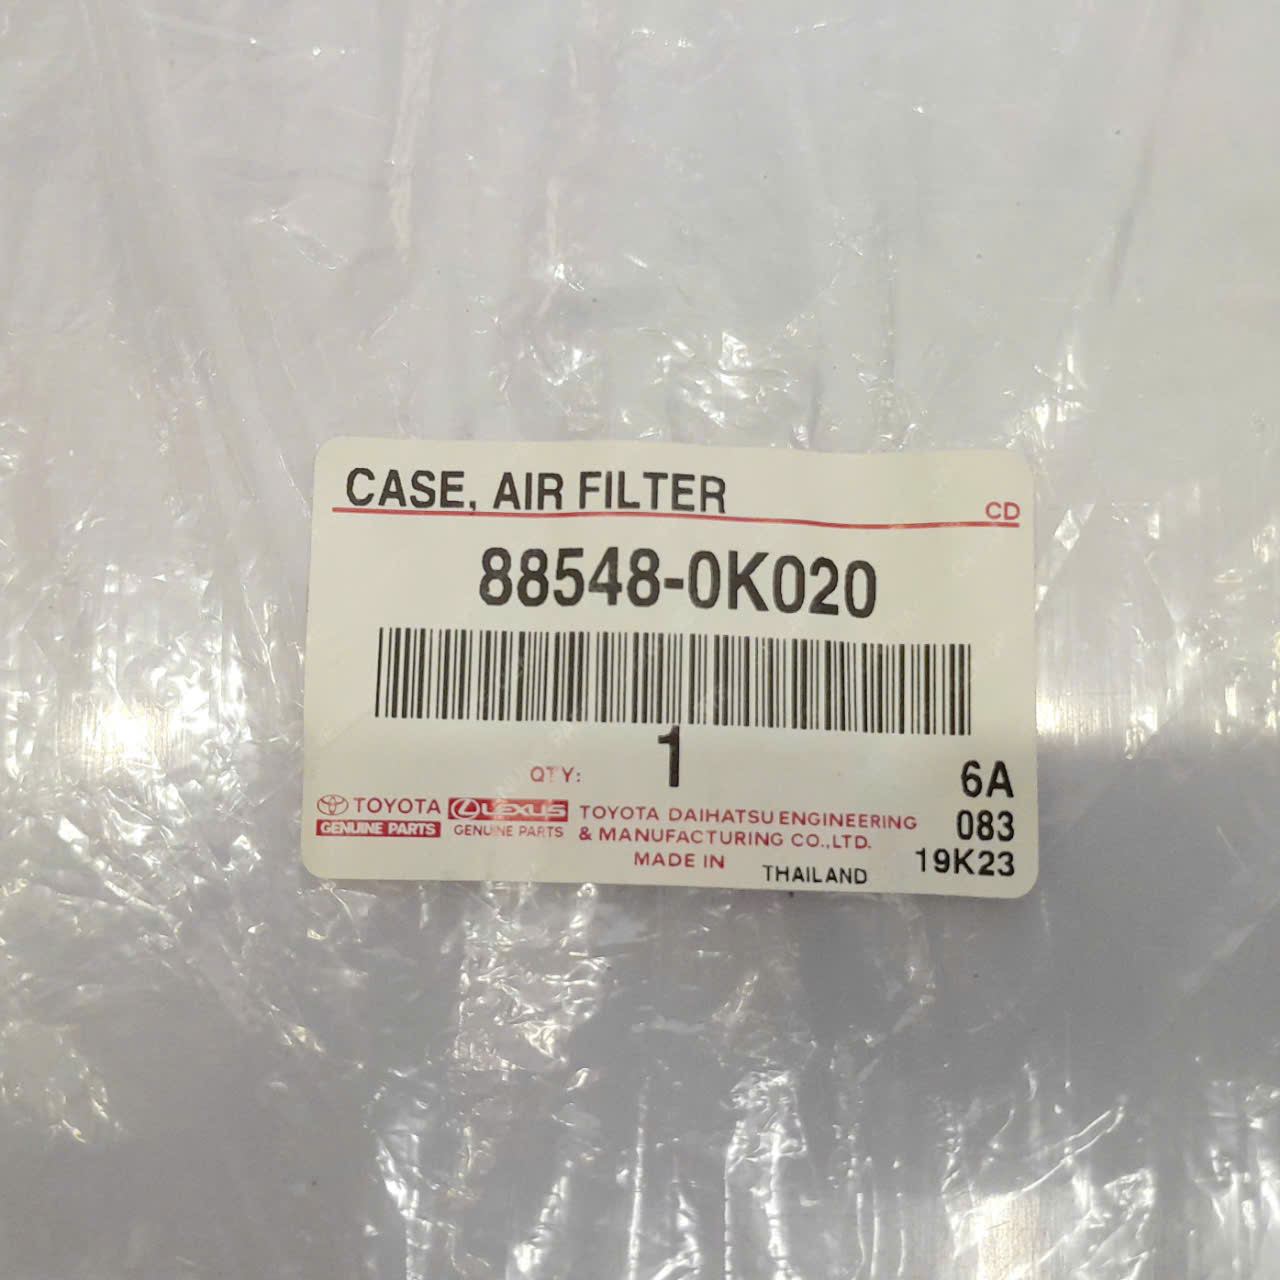 CASE, AIR FILTER
CD
88548-0K020
QTY: 1
6A
083
19K23
TOYOTA
GENUINE PARTS
LEXUS
GENUINE PARTS
TOYOTA DAIHATSU ENGINEERING
& MANUFACTURING CO.,LTD.
MADE IN THAILAND